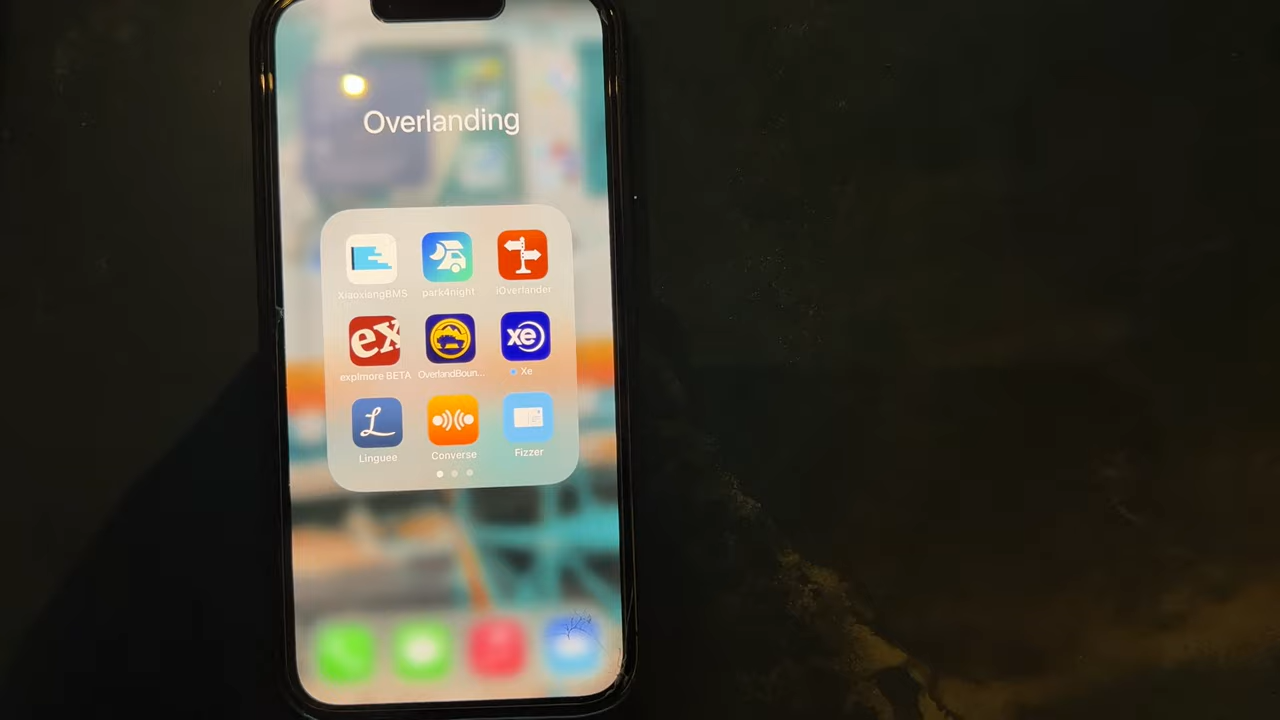 Overlanding
XiaoxiangBMS park4night iOverlander
ex xe
explmore BETA OverlandBoun... Xe
L
Linguee Converse Fizzer